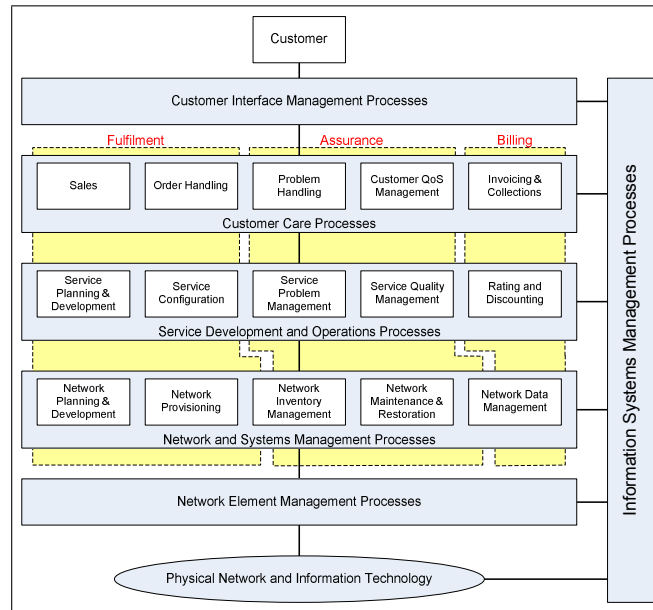 Customer
Customer Interface Management Processes
Fulfilment
Assurance
Billing
Sales
Order Handling
Problem
Handling
Customer QoS
Management
Invoicing &
Collections
Customer Care Processes
Service
Planning &
Development
Service
Configuration
Service
Problem
Management
Service Quality
Management
Rating and
Discounting
Service Development and Operations Processes
Network
Planning &
Development
Network
Provisioning
Network
Inventory
Management
Network
Maintenance
& Restoration
Network Data
Management
Network and Systems Management Processes
Network Element Management Processes
Physical Network and Information Technology
Information Systems Management Processes